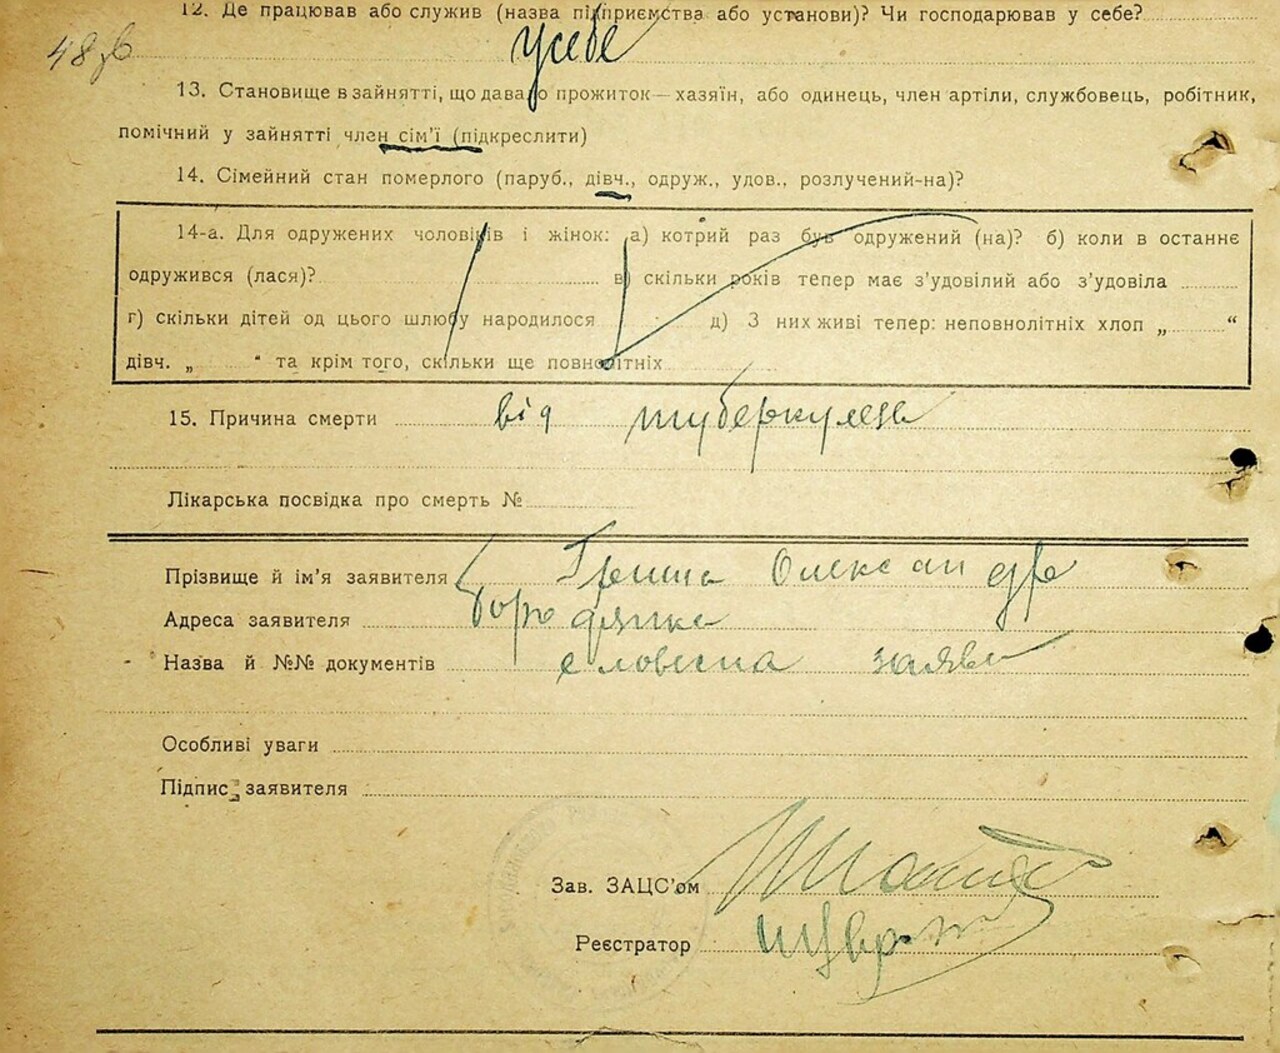 12. Де працював або служив (назва підприємства або установи)? Чи господарював у себе?
48 зв
у себе
13. Становище в зайнятті, що давало прожиток — хазяїн, або одинець, член артіли, службовець, робітник,
помічний у зайнятті член сім'ї (підкреслити)
14. Сімейний стан померлого (паруб., дівч., одруж., удов., розлучений-на)?
14-а. Для одружених чоловіків і жінок: а) котрий раз був одружений (на)? б) коли в останнє
одружився (лася)? в) скільки років тепер має з'удовілий або з'удовіла
г) скільки дітей од цього шлюбу народилося д) З них живі тепер: неповнолітніх хлоп „ “
дівч. „ “ та крім того, скільки ще повнолітніх
15. Причина смерти від туберкульозу
Лікарська посвідка про смерть №
Прізвище й ім'я заявителя Олександра
Адреса заявителя Бородянка
Назва й №№ документів словесна заява
Особливі уваги
Підпис заявителя
Зав. ЗАЦС'ом
Реєстратор